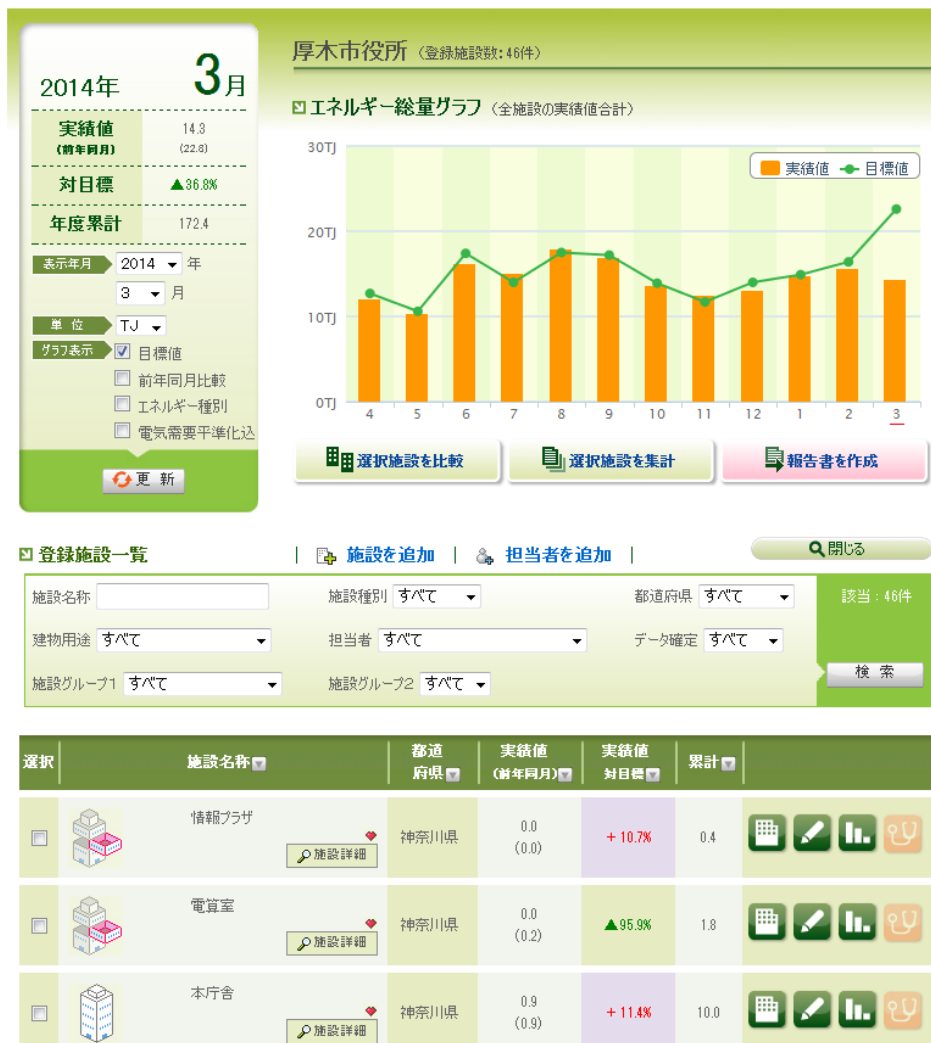 2014年 3月
実績値 14.3
(前年同月) (22.8)
対目標 ▲36.8%
年度累計 172.4
表示年月 2014 年
3 月
単 位 TJ
グラフ表示 目標値
前年同月比較
エネルギー種別
電気需要平準化込
更 新
厚木市役所 (登録施設数:46件)
エネルギー総量グラフ (全施設の実績値合計)
実績値 目標値
30TJ
20TJ
10TJ
0TJ
4 5 6 7 8 9 10 11 12 1 2 3
選択施設を比較 選択施設を集計 報告書を作成
登録施設一覧 | 施設を追加 | 担当者を追加 | 閉じる
施設名称 施設種別 すべて 都道府県 すべて 該当:46件
建物用途 すべて 担当者 すべて データ確定 すべて
施設グループ1 すべて 施設グループ2 すべて 検 索
選択 施設名称 都道府県 実績値(前年同月) 実績値対目標 累計
情報プラザ 施設詳細 神奈川県 0.0 (0.0) + 10.7% 0.4
電算室 施設詳細 神奈川県 0.0 (0.2) ▲95.9% 1.8
本庁舎 施設詳細 神奈川県 0.9 (0.9) + 11.4% 10.0